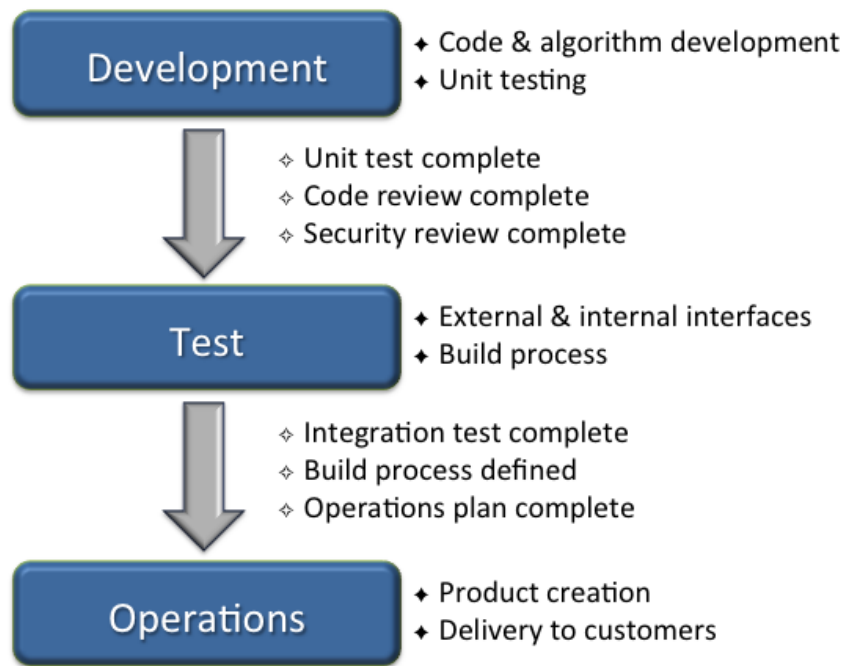 Development
✦ Code & algorithm development
✦ Unit testing
✧ Unit test complete
✧ Code review complete
✧ Security review complete
Test
✦ External & internal interfaces
✦ Build process
✧ Integration test complete
✧ Build process defined
✧ Operations plan complete
Operations
✦ Product creation
✦ Delivery to customers